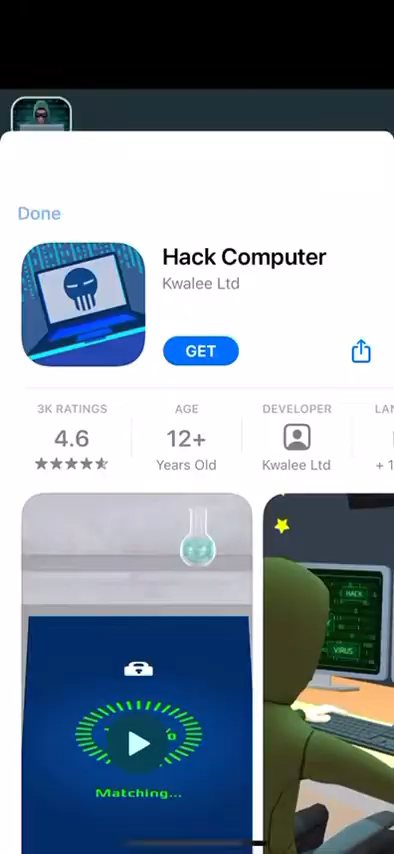 Done
Hack Computer
Kwalee Ltd
GET
3K RATINGS
4.6
AGE
12+
Years Old
DEVELOPER
Kwalee Ltd
+ 1
HACK
VIRUS
Matching...